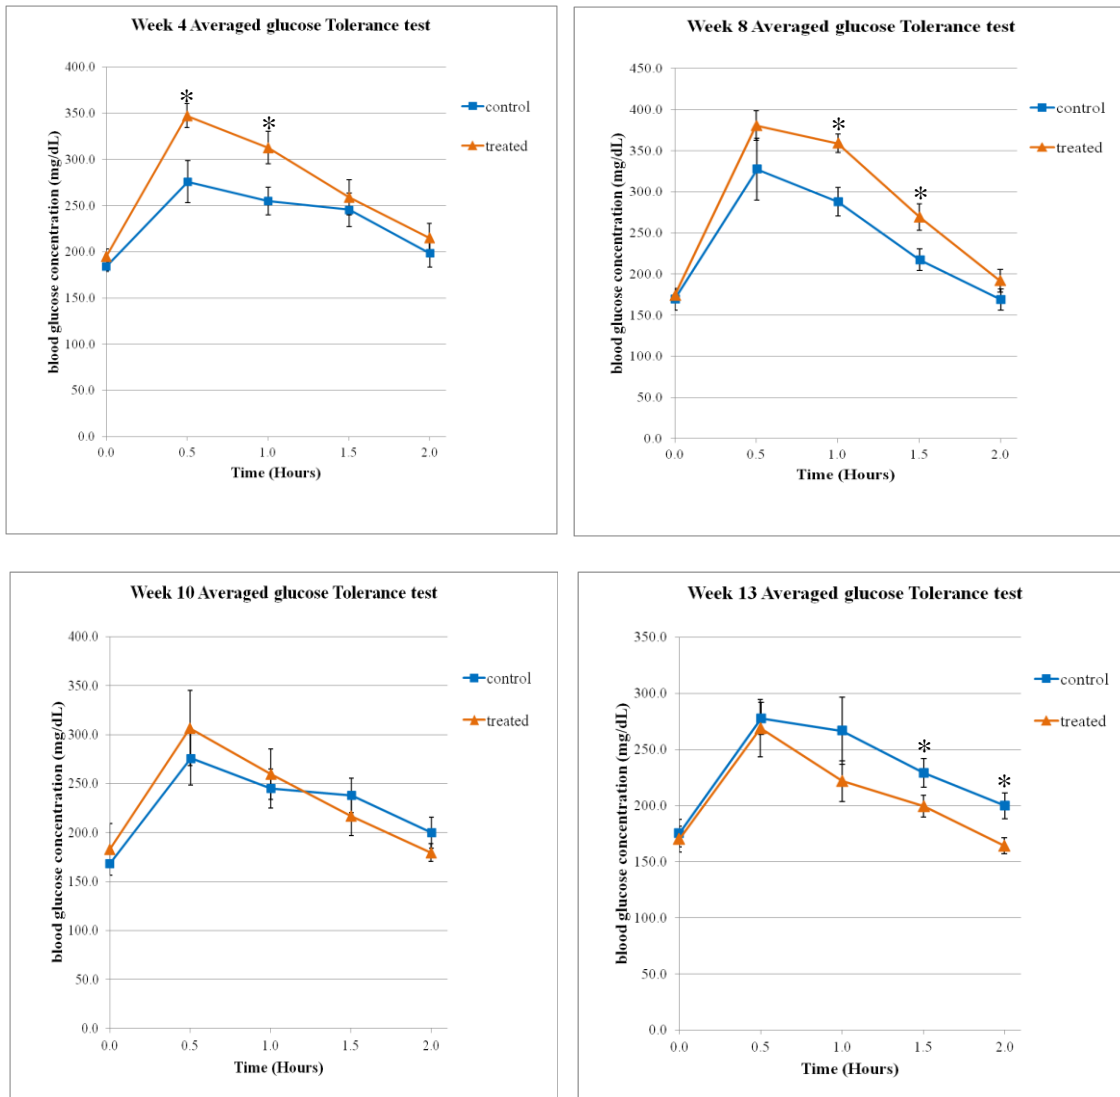 Week 4 Averaged glucose Tolerance test
400.0
350.0
300.0
250.0
200.0
150.0
100.0
50.0
0.0
blood glucose concentration (mg/dL)
* *
control
treated
0.0 0.5 1.0 1.5 2.0
Time (Hours)
Week 8 Averaged glucose Tolerance test
450.0
400.0
350.0
300.0
250.0
200.0
150.0
100.0
50.0
0.0
blood glucose concentration (mg/dL)
* *
control
treated
0.0 0.5 1.0 1.5 2.0
Time (Hours)
Week 10 Averaged glucose Tolerance test
400.0
350.0
300.0
250.0
200.0
150.0
100.0
50.0
0.0
blood glucose concentration (mg/dL)
control
treated
0.0 0.5 1.0 1.5 2.0
Time (Hours)
Week 13 Averaged glucose Tolerance test
350.0
300.0
250.0
200.0
150.0
100.0
50.0
0.0
blood glucose concentration (mg/dL)
* *
control
treated
0.0 0.5 1.0 1.5 2.0
Time (Hours)